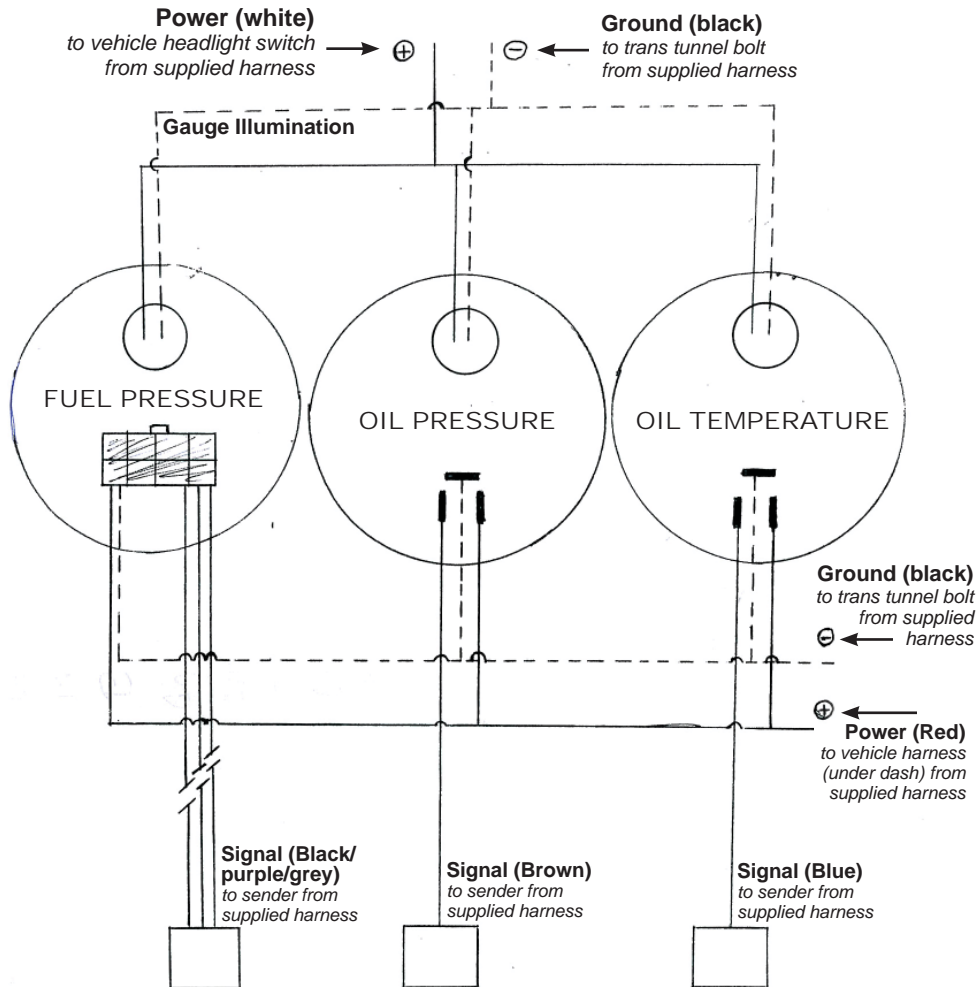 Power (white)
to vehicle headlight switch
from supplied harness
+
-
Ground (black)
to trans tunnel bolt
from supplied harness
Gauge Illumination
FUEL PRESSURE
OIL PRESSURE
OIL TEMPERATURE
Ground (black)
to trans tunnel bolt
from supplied
harness
-
+
Power (Red)
to vehicle harness
(under dash) from
supplied harness
Signal (Black/
purple/grey)
to sender from
supplied harness
Signal (Brown)
to sender from
supplied harness
Signal (Blue)
to sender from
supplied harness